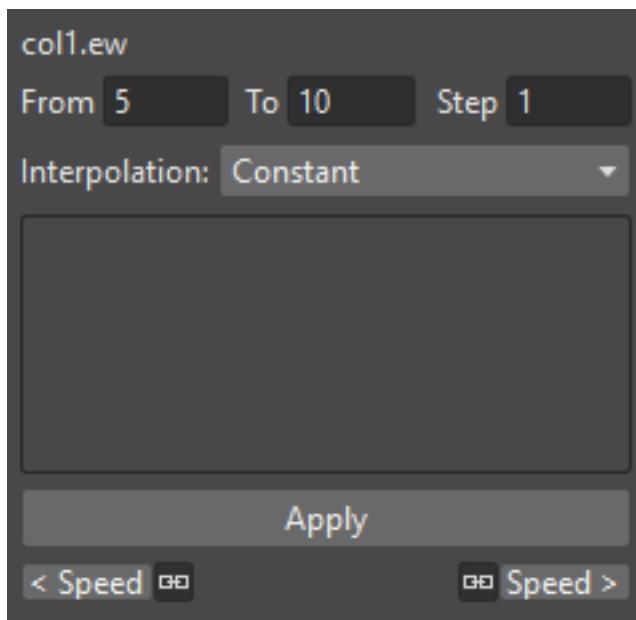 col1.ew
From 5 To 10 Step 1
Interpolation: Constant
Apply
< Speed Speed >